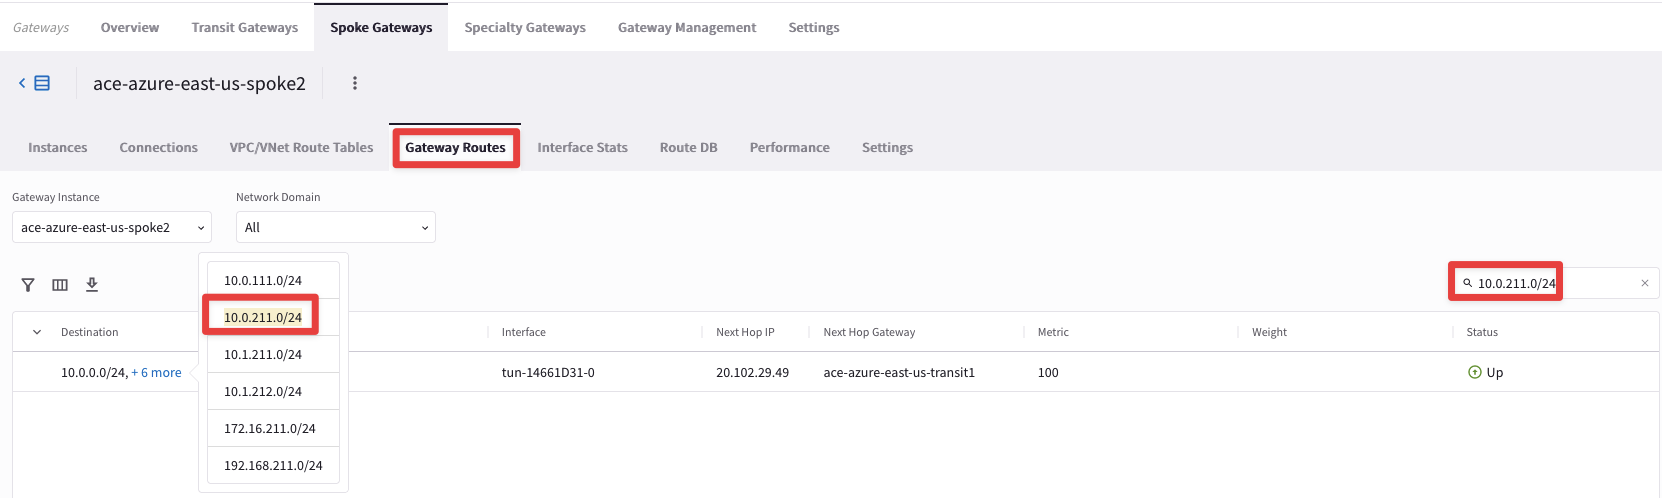 Gateways Overview Transit Gateways Spoke Gateways Specialty Gateways Gateway Management Settings
ace-azure-east-us-spoke2
Instances Connections VPC/VNet Route Tables Gateway Routes Interface Stats Route DB Performance Settings
Gateway Instance Network Domain
ace-azure-east-us-spoke2 All
10.0.211.0/24
Destination Interface Next Hop IP Next Hop Gateway Metric Weight Status
10.0.0.0/24, + 6 more tun-14661D31-0 20.102.29.49 ace-azure-east-us-transit1 100 Up
10.0.111.0/24
10.0.211.0/24
10.1.211.0/24
10.1.212.0/24
172.16.211.0/24
192.168.211.0/24